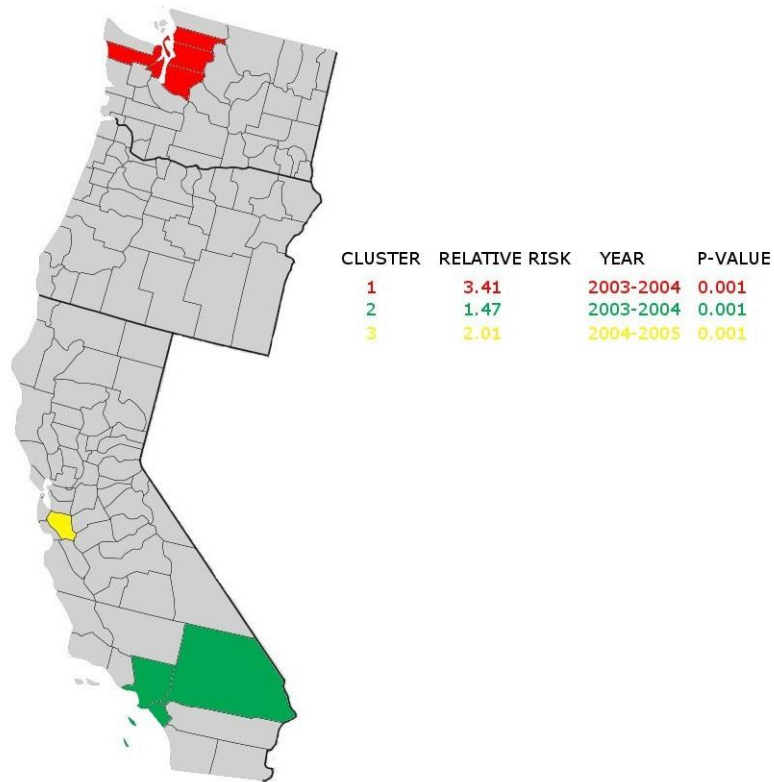 CLUSTER RELATIVE RISK YEAR P-VALUE
1 3.41 2003-2004 0.001
2 1.47 2003-2004 0.001
3 2.01 2004-2005 0.001